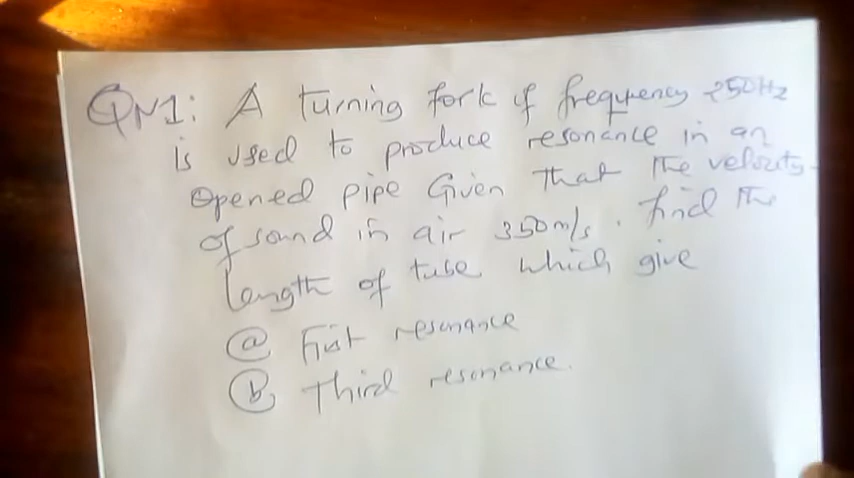 QN1: A turning fork of frequency 250Hz
is used to produce resonance in an
opened pipe Given that the velocity
of sound in air 350m/s. find the
length of tube which give
(a) First resonance
(b) Third resonance.